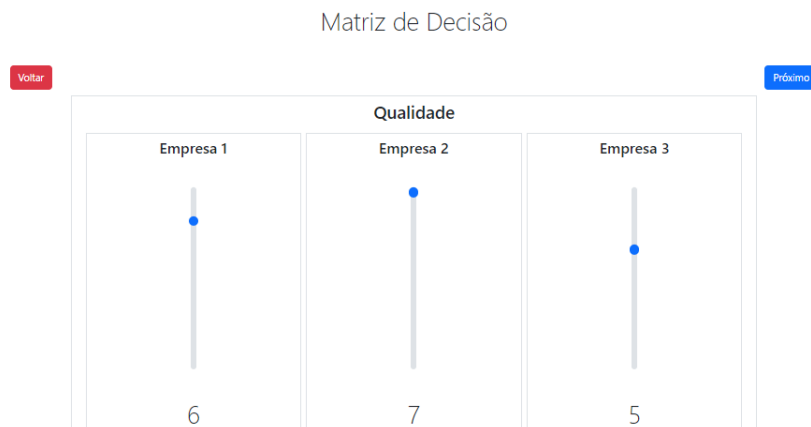 Matriz de Decisão
Voltar
Próximo
Qualidade
Empresa 1
Empresa 2
Empresa 3
6
7
5